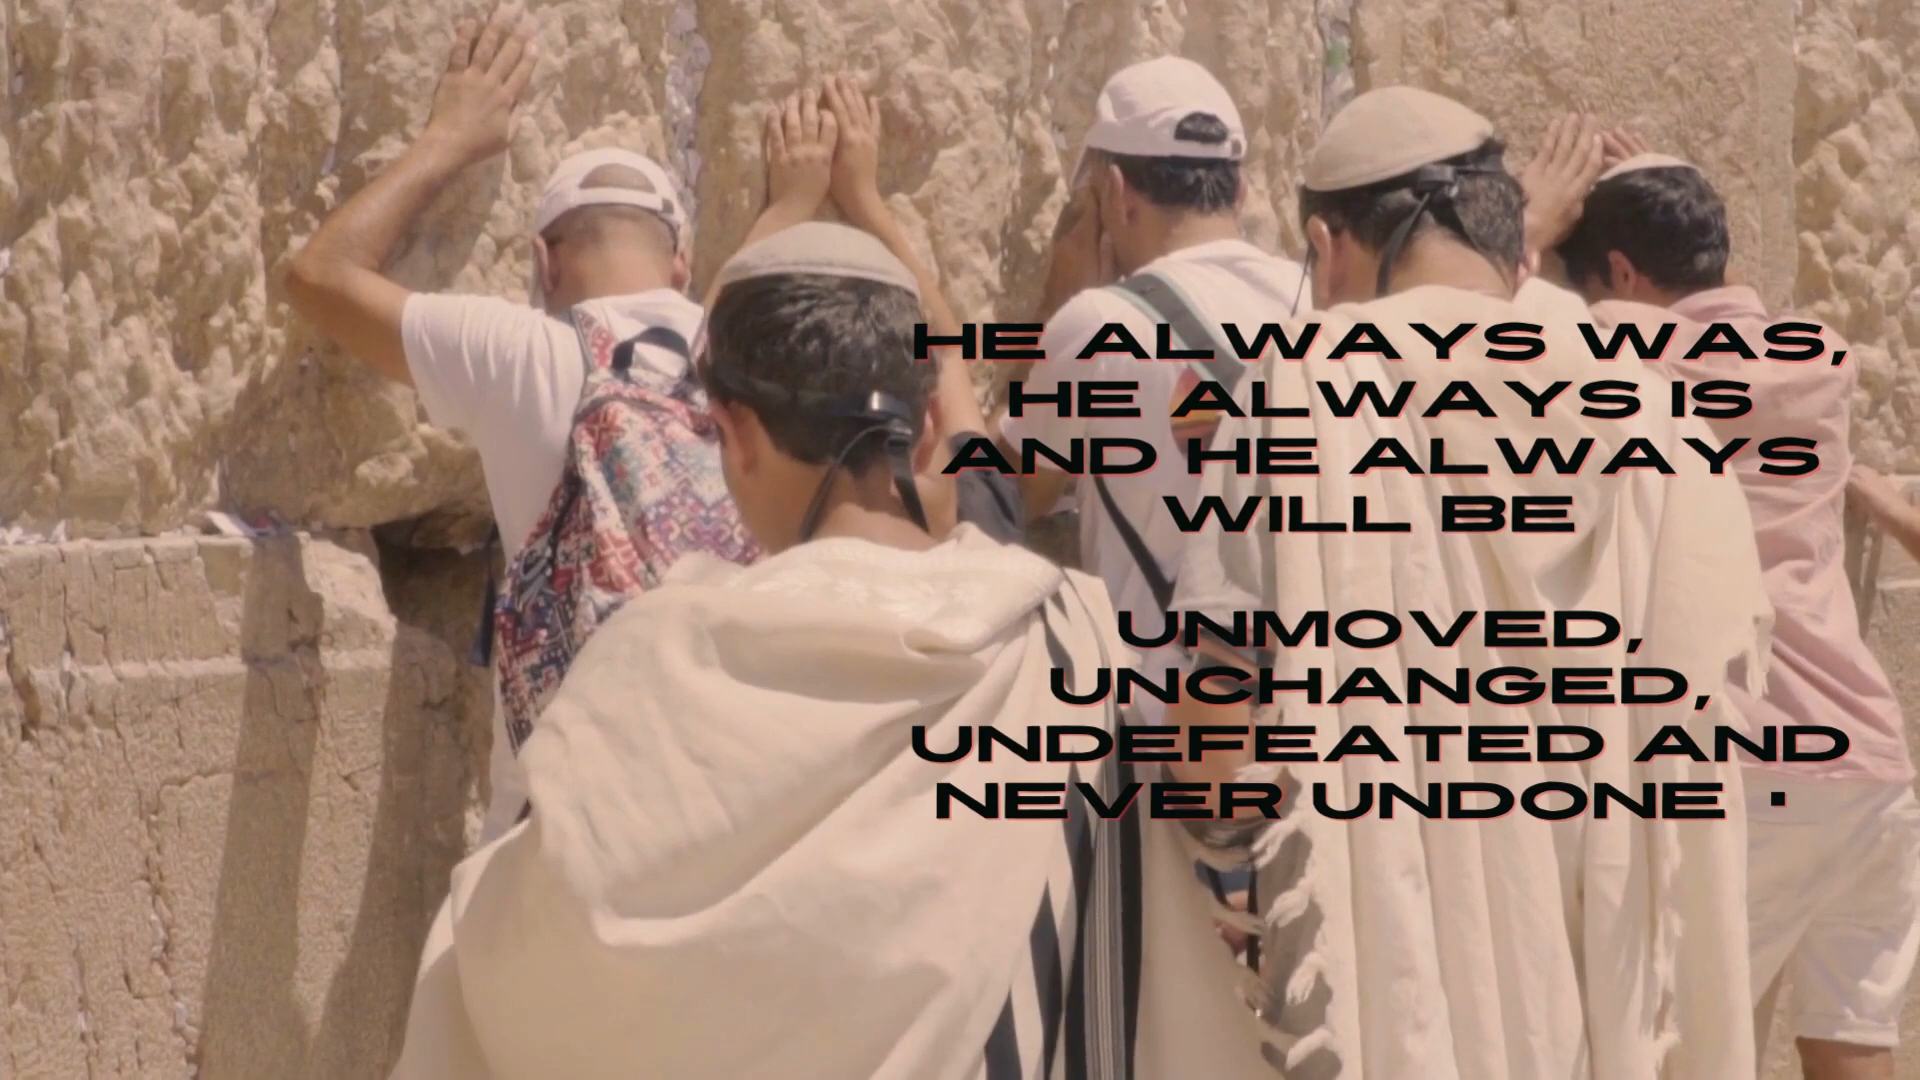 HE ALWAYS WAS,
HE ALWAYS IS
AND HE ALWAYS
WILL BE
UNMOVED,
UNCHANGED,
UNDEFEATED AND
NEVER UNDONE ·